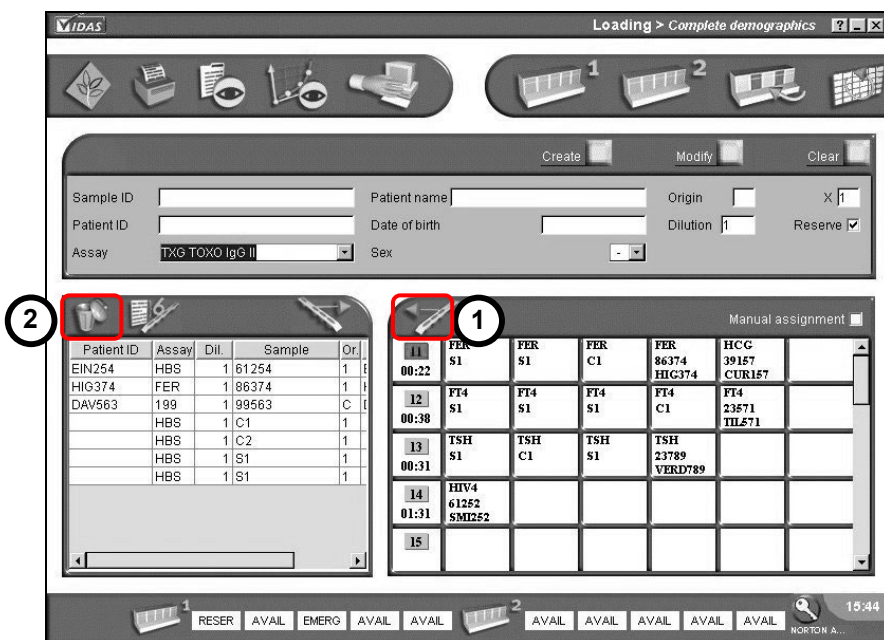 VIDAS Loading > Complete demographics ? _ X
1 2
Create Modify Clear
Sample ID Patient name Origin X 1
Patient ID Date of birth Dilution 1 Reserve
Assay TXG TOXO IgG II Sex -
2 6 1 Manual assignment
Patient ID Assay Dil. Sample Or.
EIN254 HBS 1 61254 1
HIG374 FER 1 86374 1
DAV563 199 1 99563 C
HBS 1 C1 1
HBS 1 C2 1
HBS 1 S1 1
HBS 1 S1 1
11 FER FER FER FER HCG
S1 S1 C1 86374 39157
00:22 HIG374 CUR157
12 FT4 FT4 FT4 FT4 FT4
S1 S1 S1 C1 23571
00:38 TIL571
13 TSH TSH TSH TSH
S1 C1 S1 23789
00:31 VERD789
14 HIV4
61252
01:31 SMI252
15
1 RESER AVAIL EMERG AVAIL AVAIL 2 AVAIL AVAIL AVAIL AVAIL AVAIL 15:44
NORTON A...